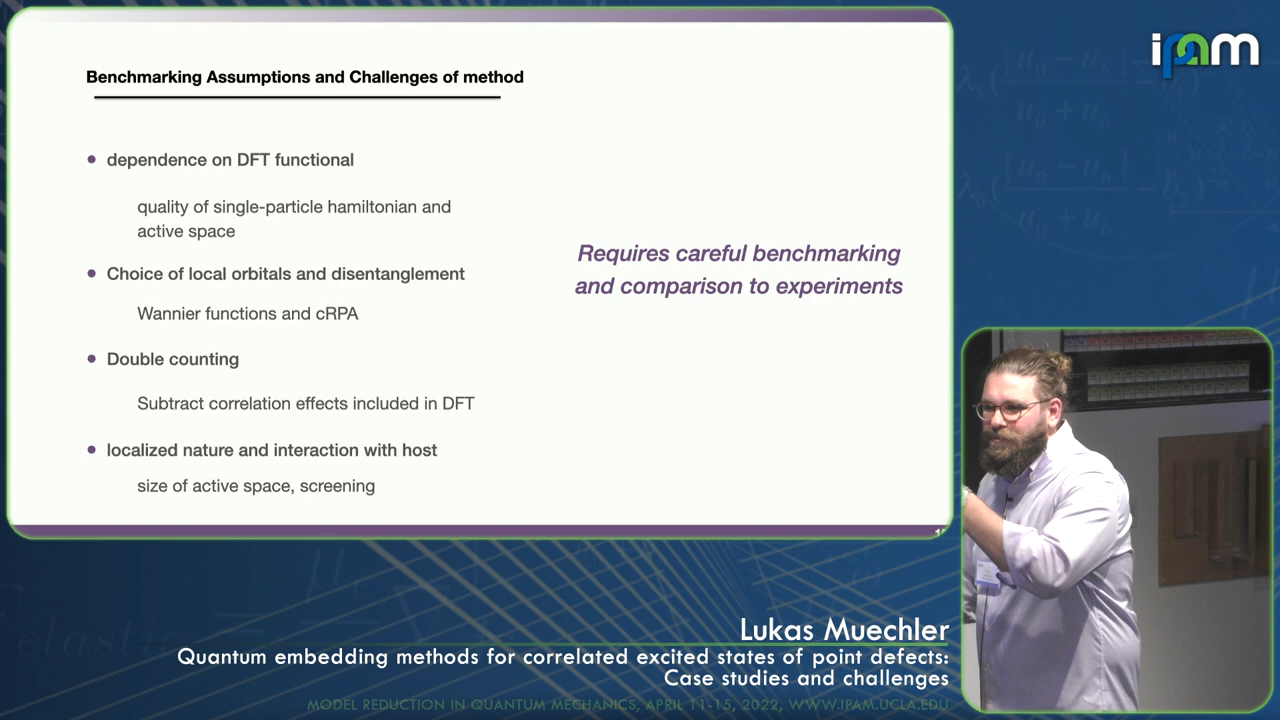 ipam
Benchmarking Assumptions and Challenges of method
dependence on DFT functional
quality of single-particle hamiltonian and
active space
Choice of local orbitals and disentanglement
Wannier functions and cRPA
Double counting
Subtract correlation effects included in DFT
localized nature and interaction with host
size of active space, screening
Requires careful benchmarking
and comparison to experiments
Lukas Muechler
Quantum embedding methods for correlated excited states of point defects:
Case studies and challenges
MODEL REDUCTION IN QUANTUM MECHANICS, APRIL 11-15, 2022, WWW.IPAM.UCLA.EDU